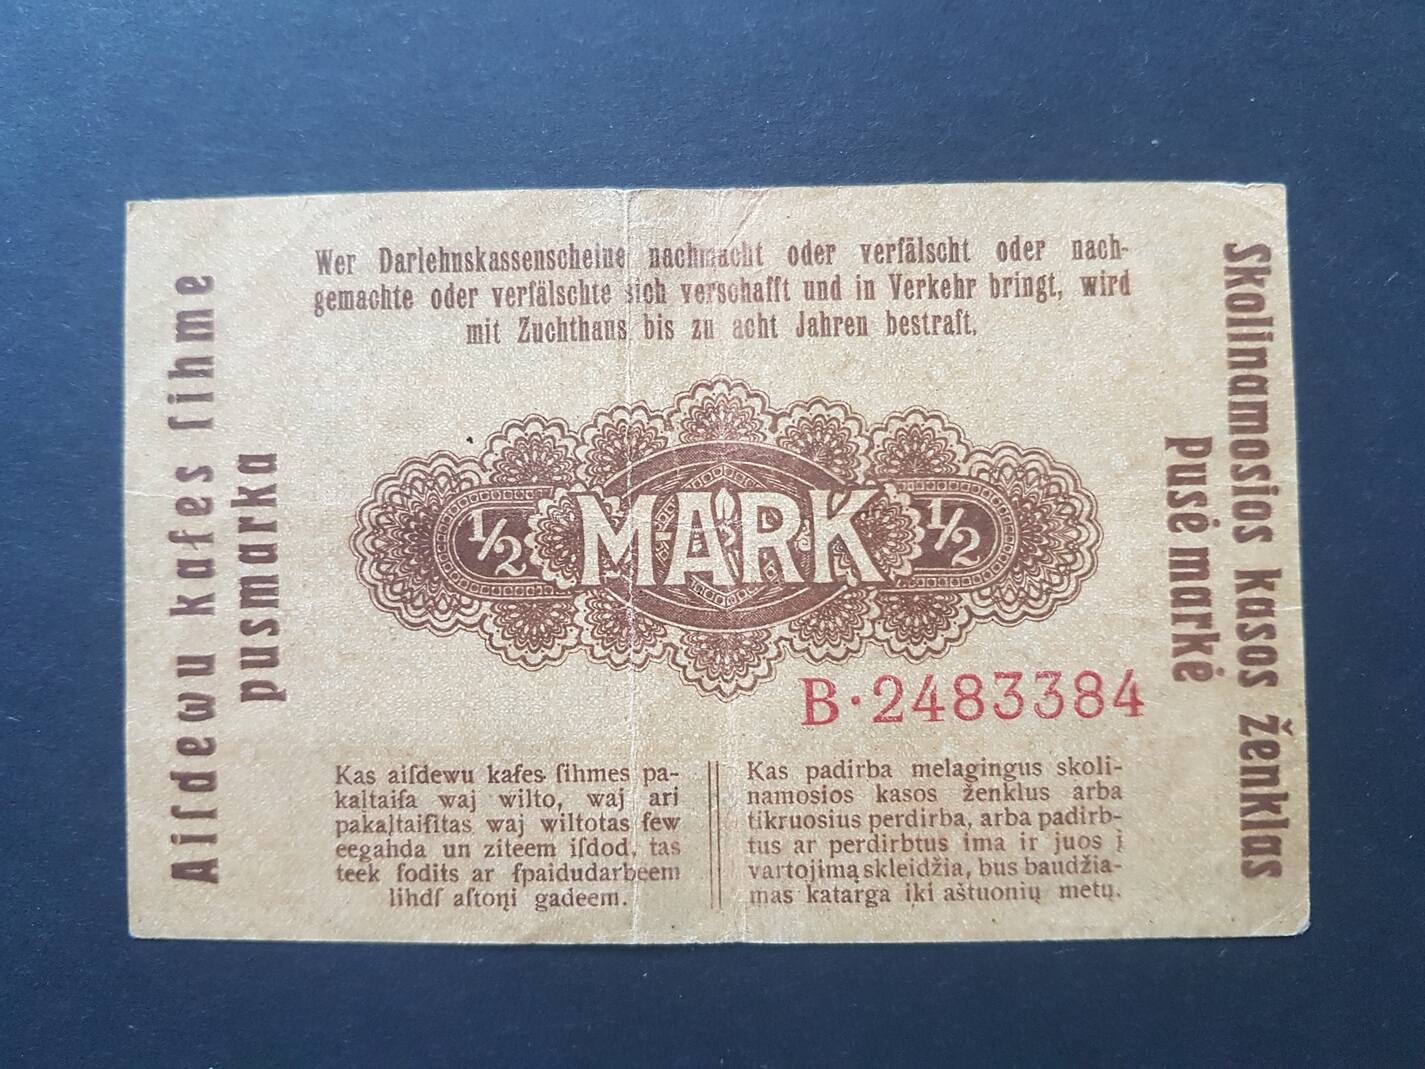 Wer Darlehnskassenscheine nachmacht oder verfälscht oder nach-
gemachte oder verfälschte sich verschafft und in Verkehr bringt, wird
mit Zuchthaus bis zu acht Jahren bestraft.
Aiſdewu kaſes ſihme
pusmarka
½ MARK ½
Skolinamosios kasos ženklas
Pusė markė
B·2483384
Kas aiſdewu kaſes ſihmes pa-
kaltaiſa waj wilto, waj ari
pakaļtaiſitas waj wiltotas ſew
eegahda un ziteem iſdod, tas
teek ſodits ar ſpaidudarbeem
lihdſ aſtoņi gadeem.
Kas padirba melagingus skoli-
namosios kasos ženklus arba
tikruosius perdirba, arba padirb-
tus ar perdirbtus ima ir juos į
vartojimą skleidžia, bus baudžia-
mas katarga iki aštuonių metų.